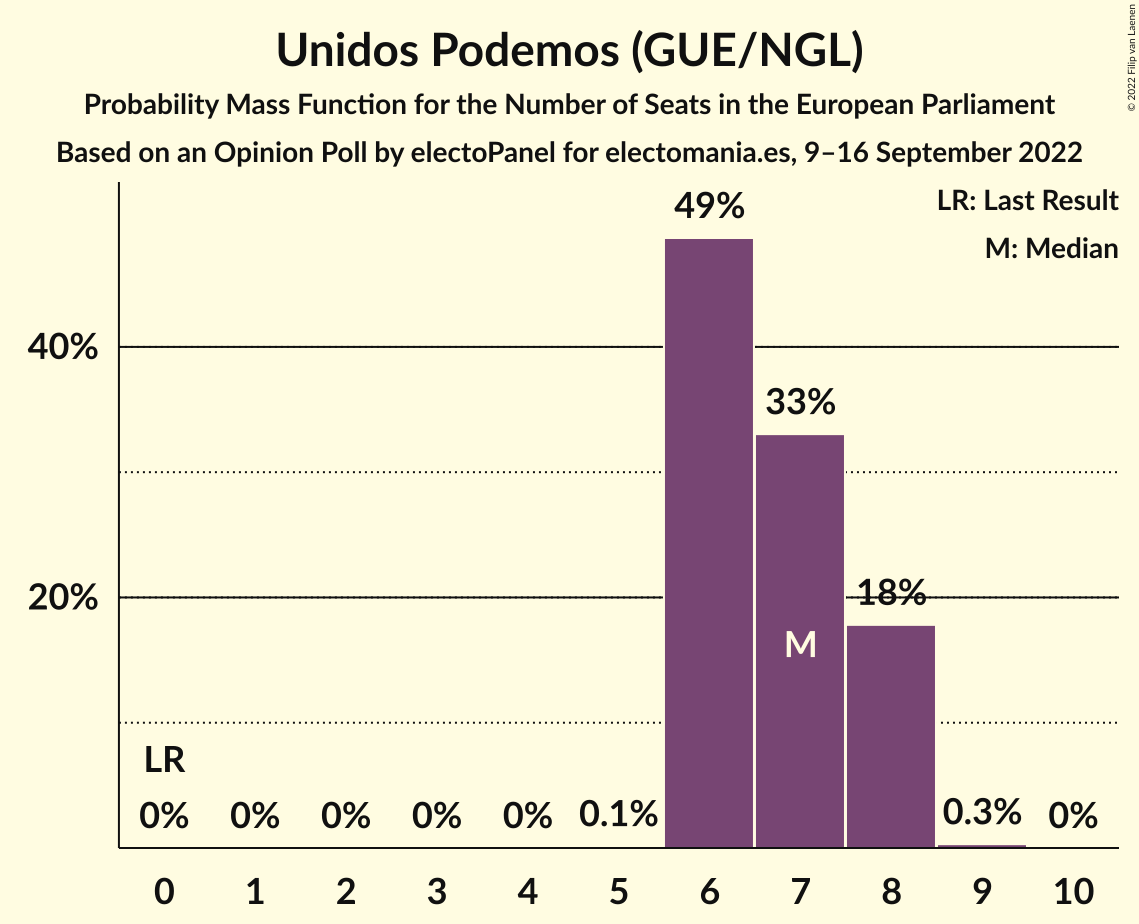 Unidos Podemos (GUE/NGL)
Probability Mass Function for the Number of Seats in the European Parliament
Based on an Opinion Poll by electoPanel for electomania.es, 9–16 September 2022
© 2022 Filip van Laenen
LR: Last Result
M: Median
49%
40%
33%
20%
18%
M
LR
0% 0% 0% 0% 0% 0.1% 0.3% 0%
0 1 2 3 4 5 6 7 8 9 10